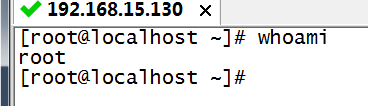 192.168.15.130 ×
[root@localhost ~]# whoami
root
[root@localhost ~]#